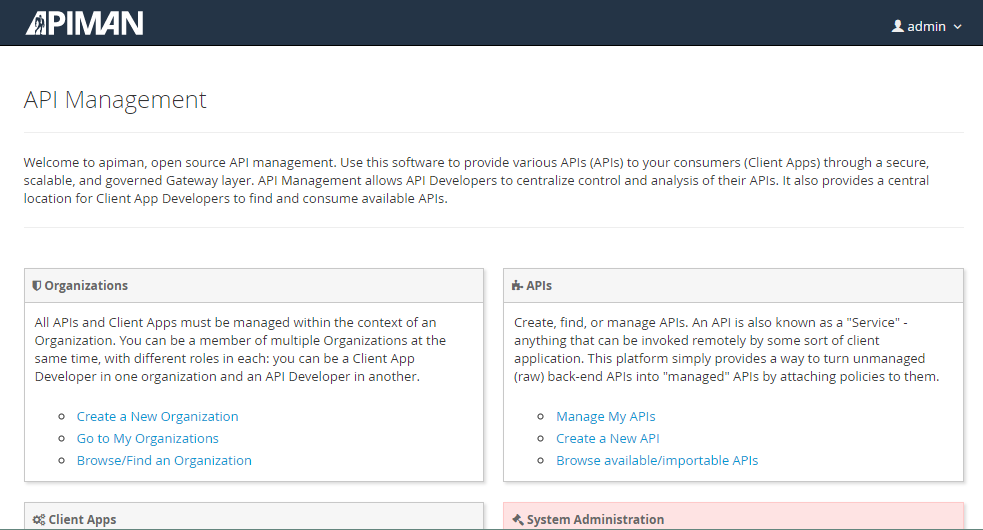 APIMAN
admin
API Management
Welcome to apiman, open source API management. Use this software to provide various APIs (APIs) to your consumers (Client Apps) through a secure,
scalable, and governed Gateway layer. API Management allows API Developers to centralize control and analysis of their APIs. It also provides a central
location for Client App Developers to find and consume available APIs.
Organizations
All APIs and Client Apps must be managed within the context of an
Organization. You can be a member of multiple Organizations at the
same time, with different roles in each: you can be a Client App
Developer in one organization and an API Developer in another.
Create a New Organization
Go to My Organizations
Browse/Find an Organization
APIs
Create, find, or manage APIs. An API is also known as a "Service" -
anything that can be invoked remotely by some sort of client
application. This platform simply provides a way to turn unmanaged
(raw) back-end APIs into "managed" APIs by attaching policies to them.
Manage My APIs
Create a New API
Browse available/importable APIs
Client Apps
System Administration